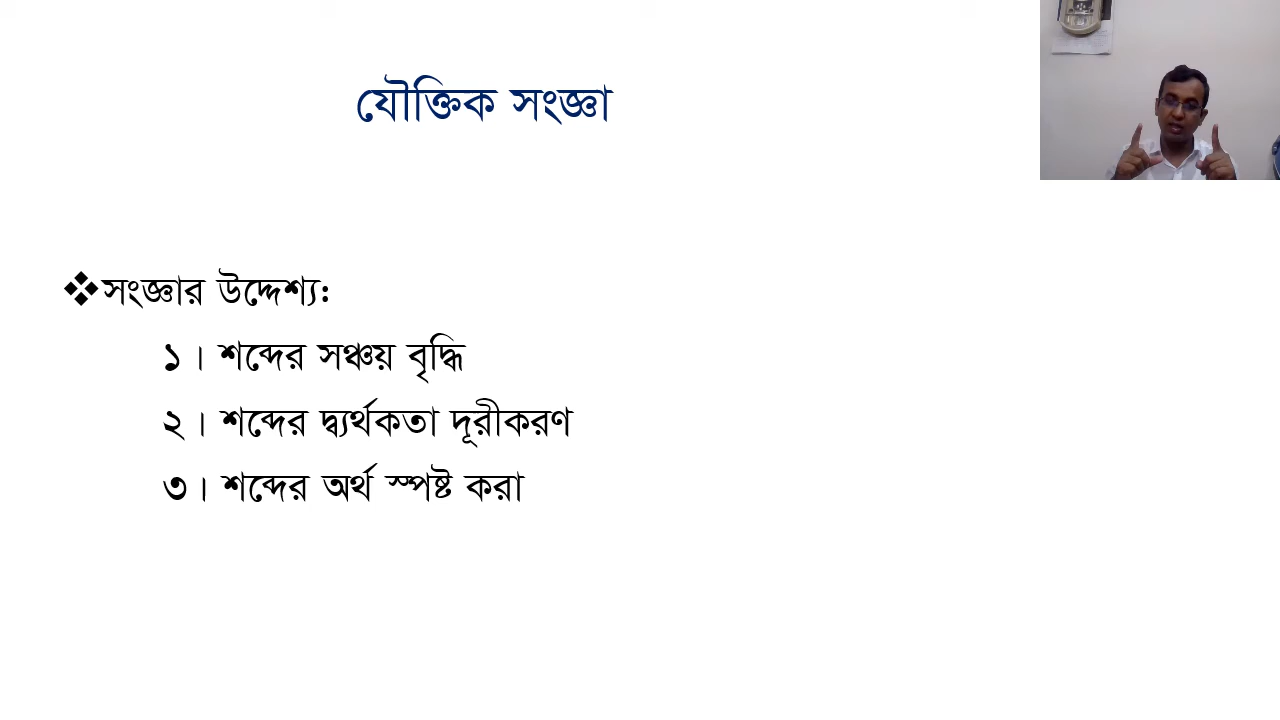 যৌক্তিক সংজ্ঞা
❖সংজ্ঞার উদ্দেশ্য:
১। শব্দের সঞ্চয় বৃদ্ধি
২। শব্দের দ্ব্যর্থকতা দূরীকরণ
৩। শব্দের অর্থ স্পষ্ট করা